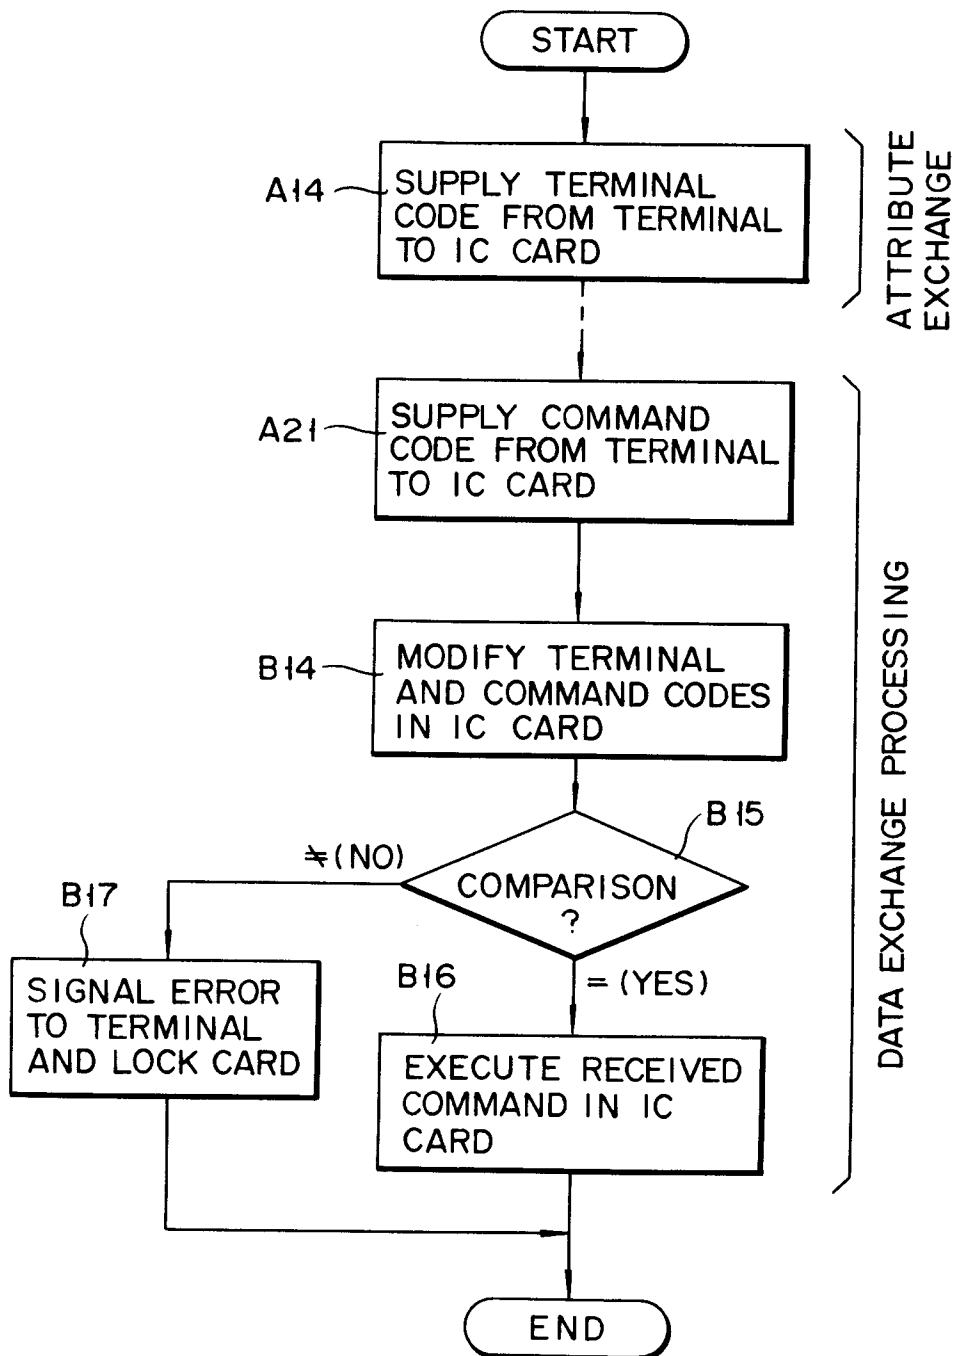 START
A14
SUPPLY TERMINAL
CODE FROM TERMINAL
TO IC CARD
ATTRIBUTE
EXCHANGE
A21
SUPPLY COMMAND
CODE FROM TERMINAL
TO IC CARD
B14
MODIFY TERMINAL
AND COMMAND CODES
IN IC CARD
B15
COMPARISON
?
≠(NO)
B17
SIGNAL ERROR
TO TERMINAL
AND LOCK CARD
=(YES)
B16
EXECUTE RECEIVED
COMMAND IN IC
CARD
DATA EXCHANGE PROCESSING
END